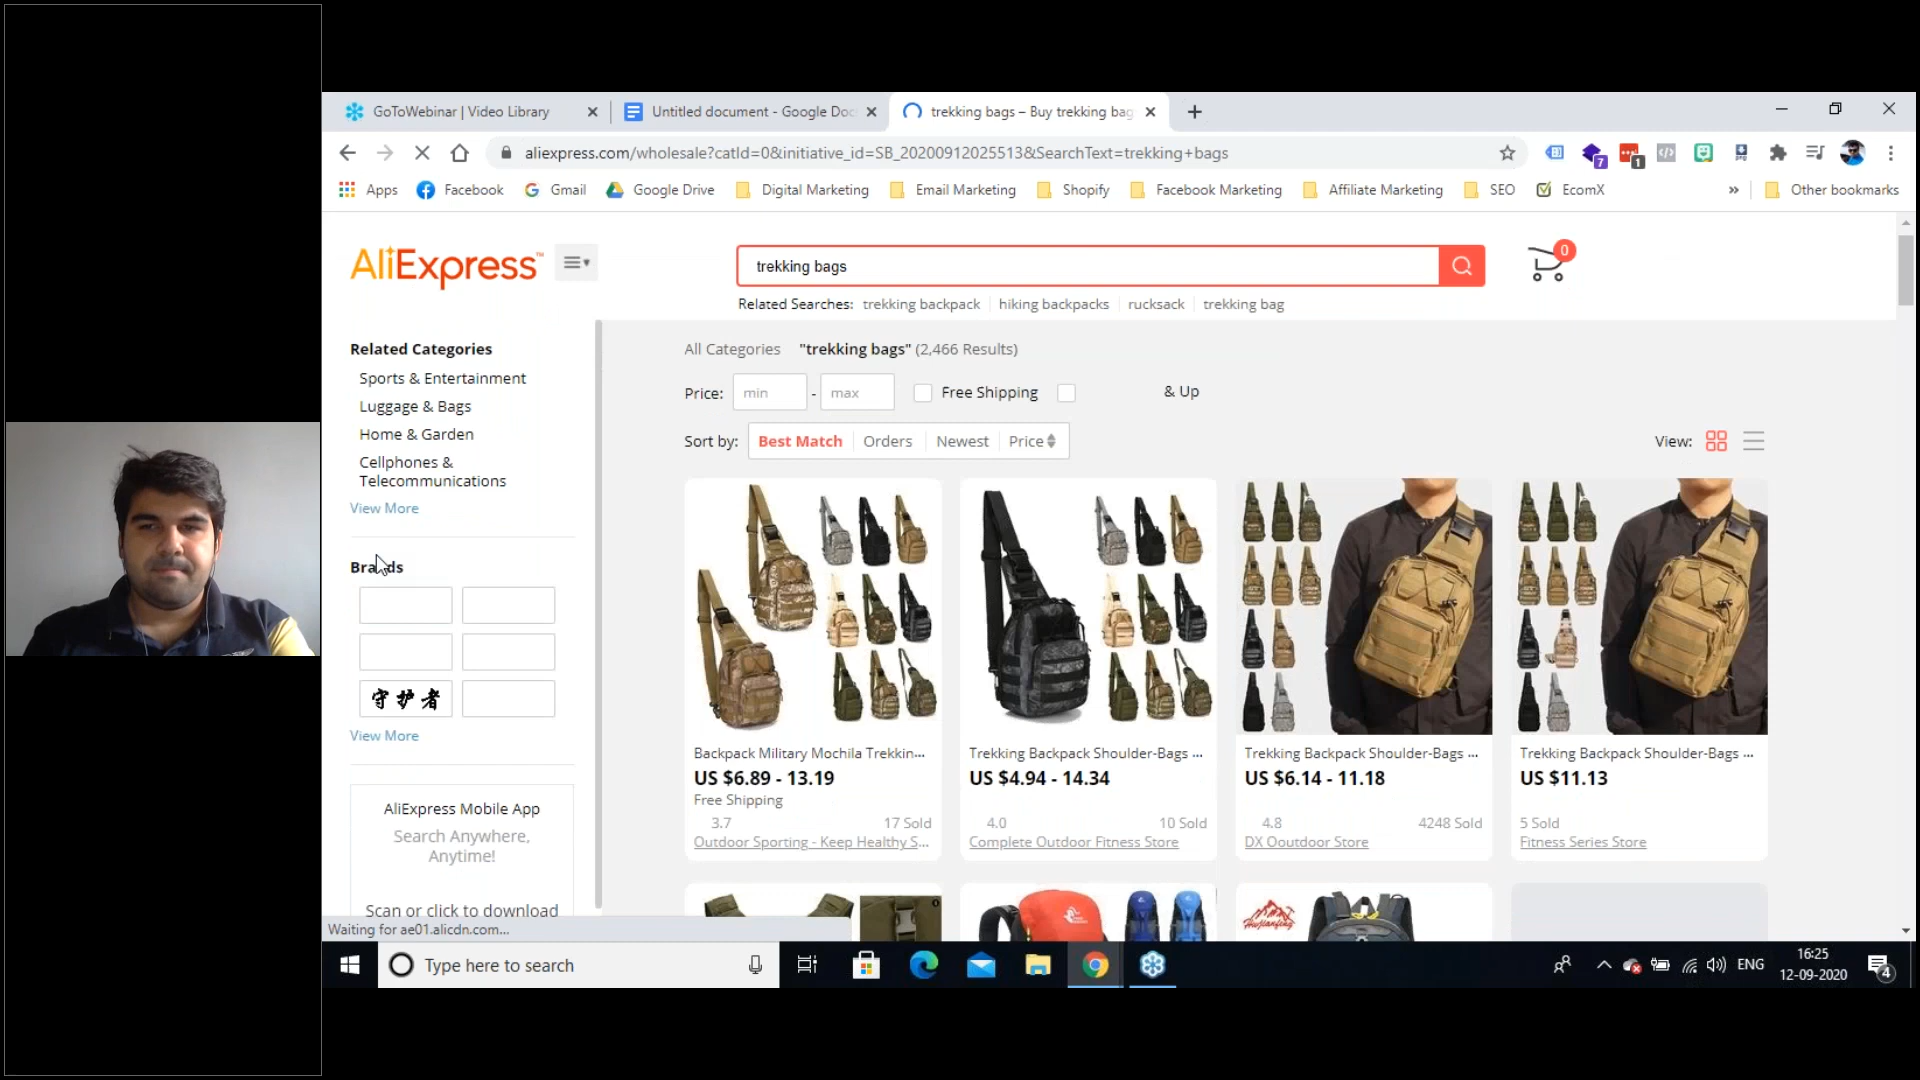 GoToWebinar | Video Library
Untitled document - Google Doc
trekking bags – Buy trekking bag
aliexpress.com/wholesale?catId=0&initiative_id=SB_20200912025513&SearchText=trekking+bags
7
1
Apps
Facebook
Gmail
Google Drive
Digital Marketing
Email Marketing
Shopify
Facebook Marketing
Affiliate Marketing
SEO
EcomX
»
Other bookmarks
AliExpress™
trekking bags
0
Related Searches: trekking backpack hiking backpacks rucksack trekking bag
Related Categories
Sports & Entertainment
Luggage & Bags
Home & Garden
Cellphones &
Telecommunications
View More
Brands
守护者
View More
AliExpress Mobile App
Search Anywhere,
Anytime!
Scan or click to download
All Categories "trekking bags" (2,466 Results)
Price: min - max Free Shipping & Up
Sort by: Best Match Orders Newest Price
View:
Backpack Military Mochila Trekkin...
US $6.89 - 13.19
Free Shipping
3.7 17 Sold
Outdoor Sporting - Keep Healthy S...
Trekking Backpack Shoulder-Bags ...
US $4.94 - 14.34
4.0 10 Sold
Complete Outdoor Fitness Store
Trekking Backpack Shoulder-Bags ...
US $6.14 - 11.18
4.8 4248 Sold
DX Ooutdoor Store
Trekking Backpack Shoulder-Bags ...
US $11.13
5 Sold
Fitness Series Store
Waiting for ae01.alicdn.com...
Type here to search
ENG
16:25
12-09-2020
4